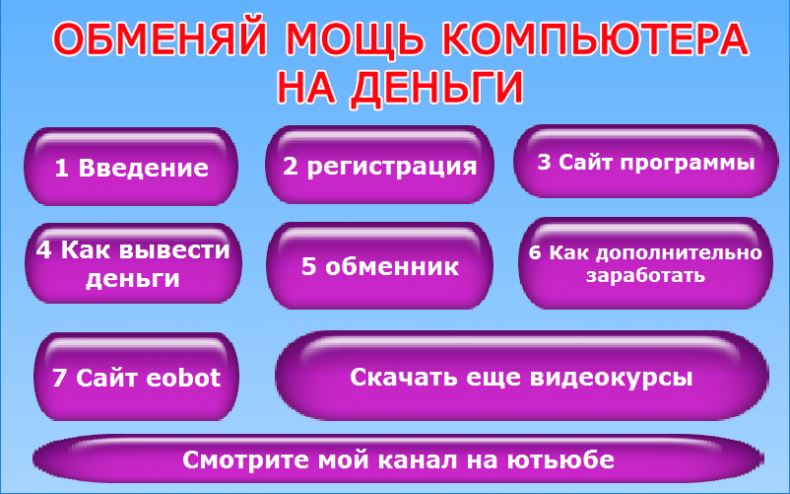 ОБМЕНЯЙ МОЩЬ КОМПЬЮТЕРА
НА ДЕНЬГИ
1 Введение
2 регистрация
3 Сайт программы
4 Как вывести
деньги
5 обменник
6 Как дополнительно
заработать
7 Сайт eobot
Скачать еще видеокурсы
Смотрите мой канал на ютьюбе